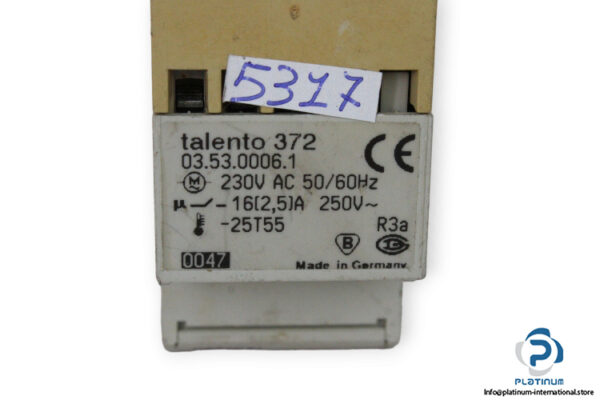 5317
talento 372
03.53.0006.1
CE
M 230V AC 50/60Hz
µ - 16(2,5)A 250V~
-25T55
R3a
0047
B
Made in Germany
PLATINUM
Info@platinum-international.store